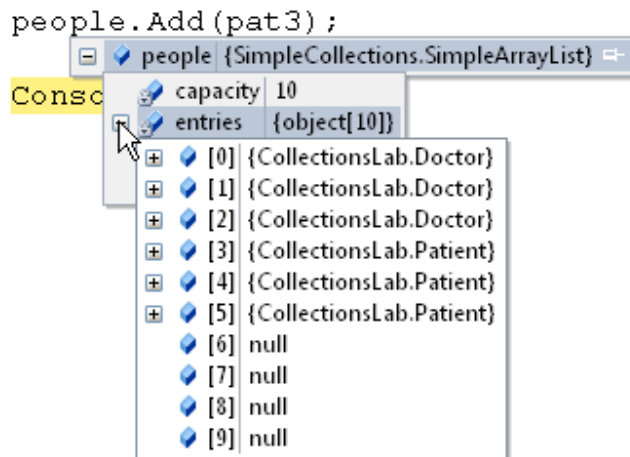 people.Add(pat3);
people {SimpleCollections.SimpleArrayList}
Consc
capacity 10
entries {object[10]}
[0] {CollectionsLab.Doctor}
[1] {CollectionsLab.Doctor}
[2] {CollectionsLab.Doctor}
[3] {CollectionsLab.Patient}
[4] {CollectionsLab.Patient}
[5] {CollectionsLab.Patient}
[6] null
[7] null
[8] null
[9] null